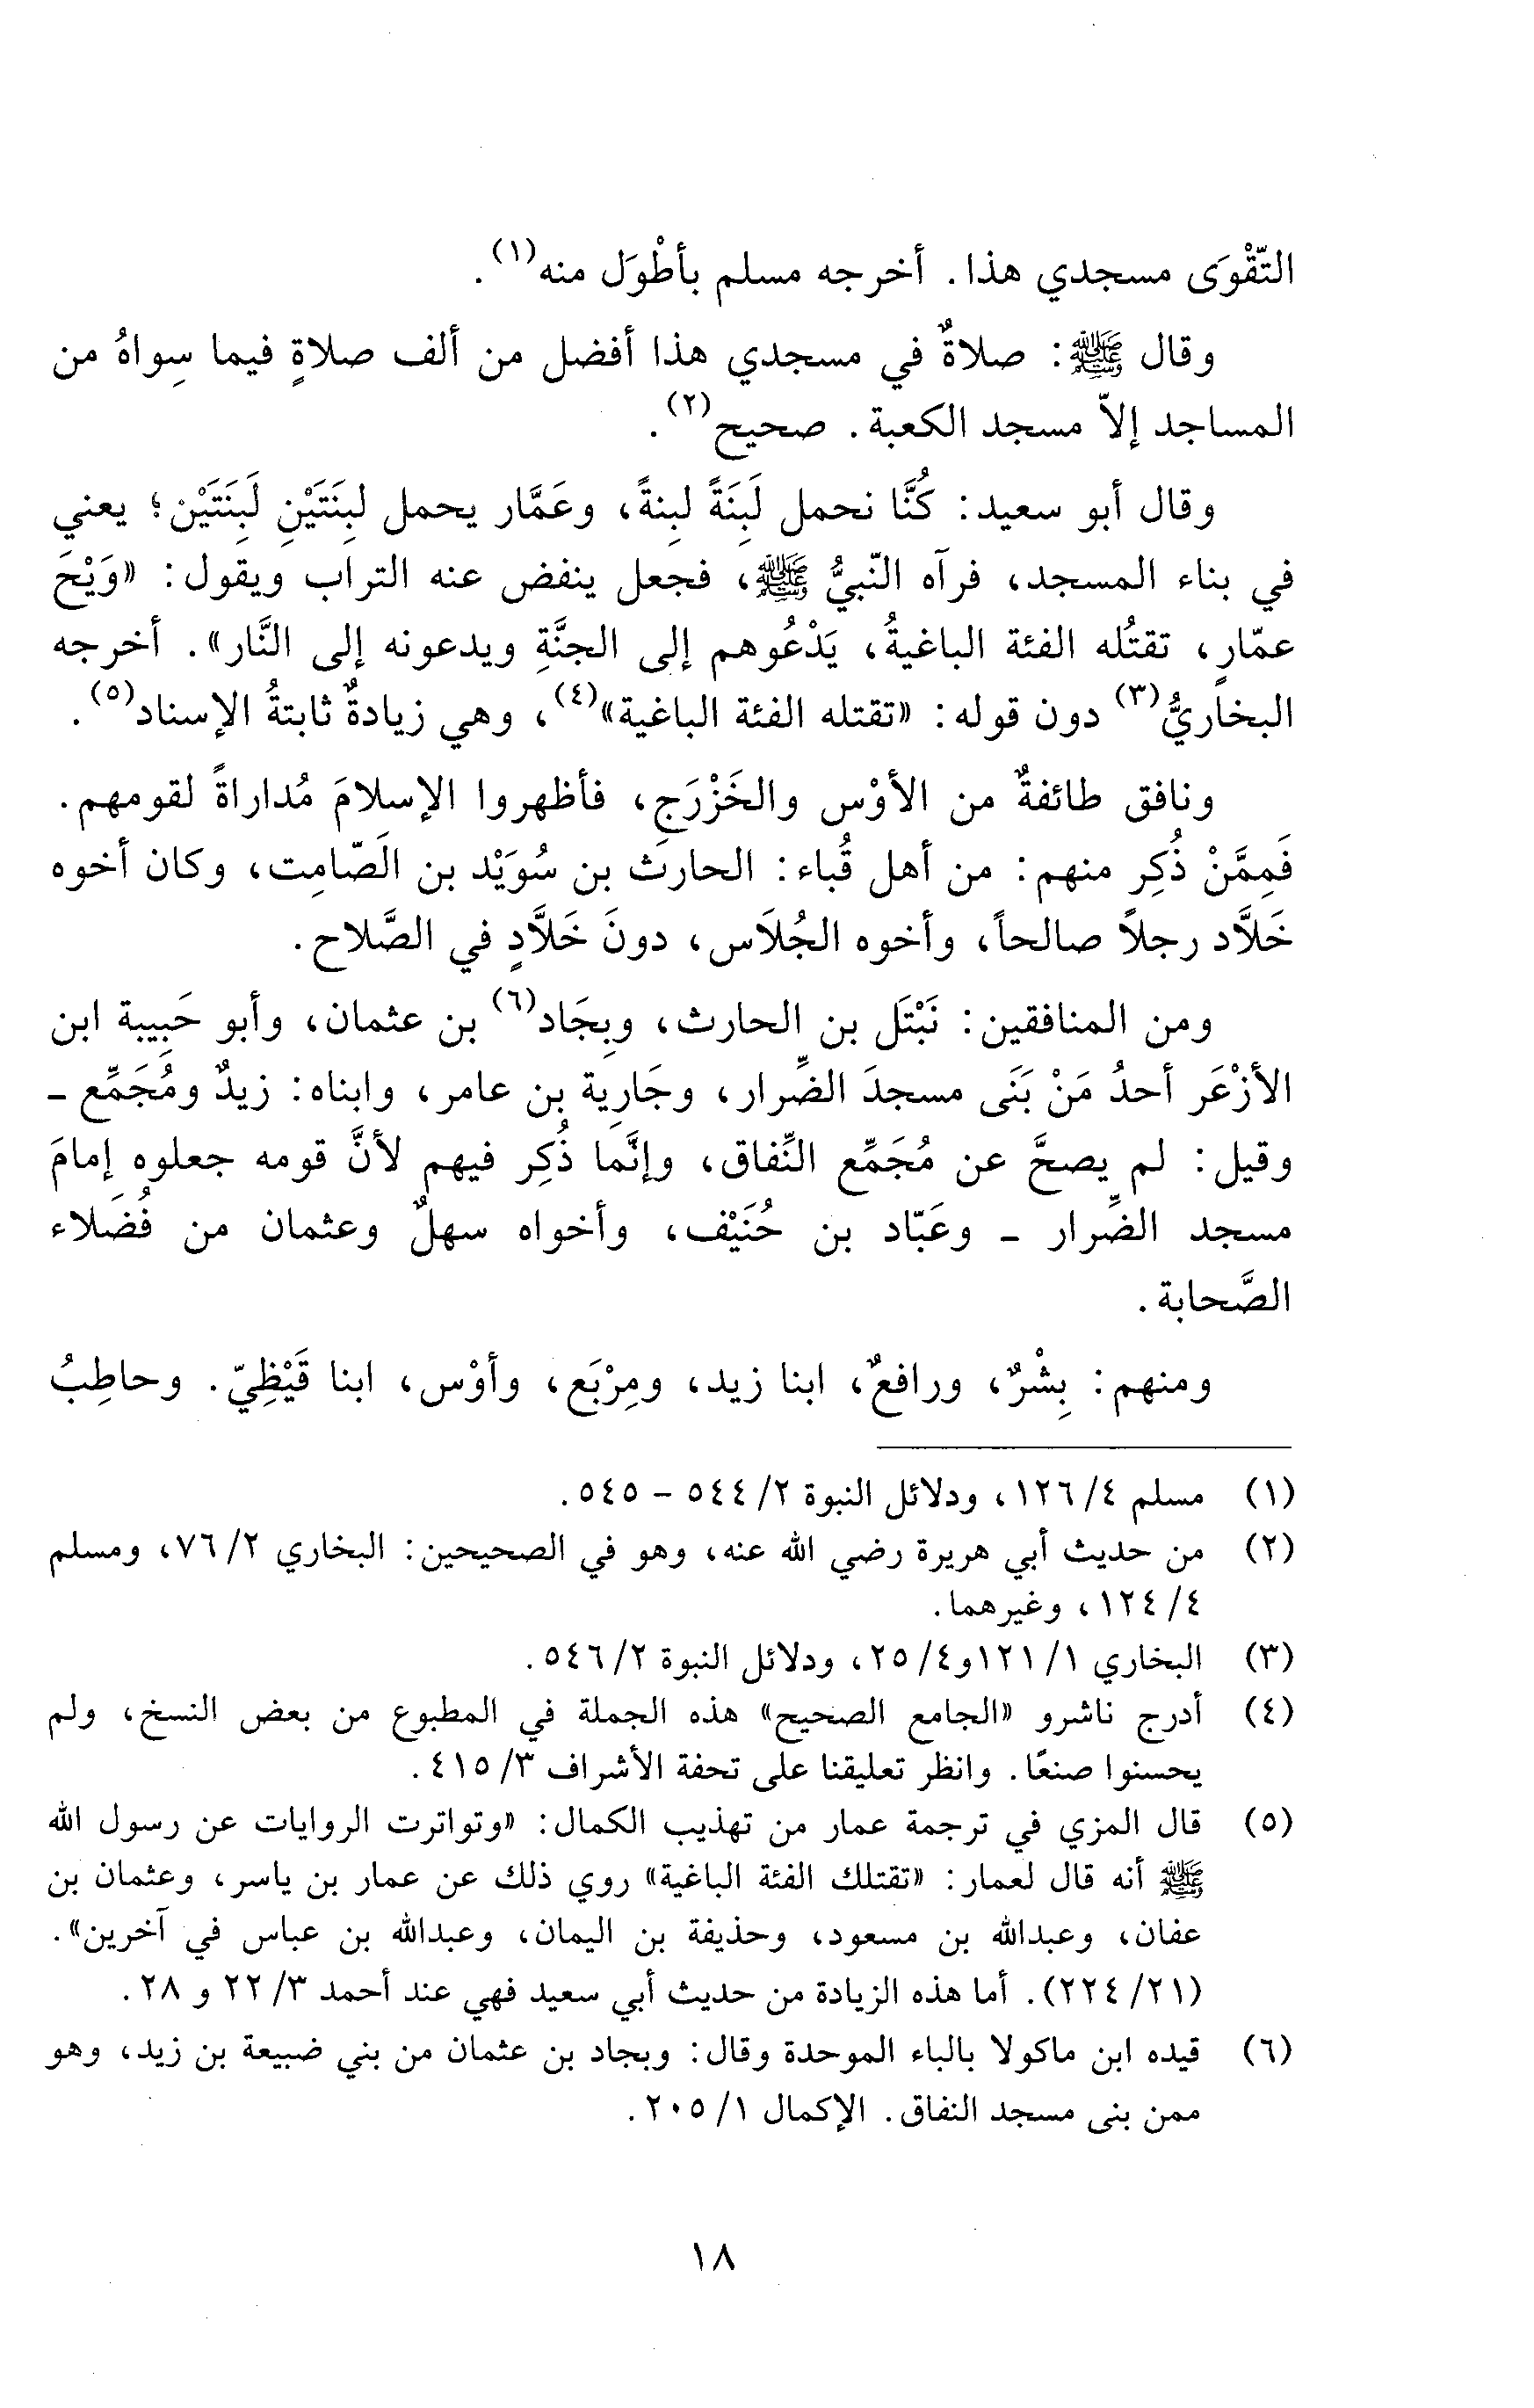 التّقْوَى مسجدي هذا. أخرجه مسلم بأطْوَل منه(١).
وقال ﷺ: صلاةٌ في مسجدي هذا أفضل من ألف صلاةٍ فيما سِواهُ من
المساجد إلاّ مسجد الكعبة. صحيح(٢).
وقال أبو سعيد: كُنَّا نحمل لَبِنَةً لبِنةً، وعَمَّار يحمل لبِنَتَيْنِ لَبِنَتَيْن؛ يعني
في بناء المسجد، فرآه النّبيُّ ﷺ، فجعل ينفض عنه التراب ويقول: «وَيْحَ
عمّارٍ، تقتُله الفئة الباغيةُ، يَدْعُوهم إلى الجنَّةِ ويدعونه إلى النَّار». أخرجه
البخاريُّ(٣) دون قوله: «تقتله الفئة الباغية»(٤)، وهي زيادةٌ ثابتةُ الإسناد(٥).
ونافق طائفةٌ من الأوْس والخَزْرَجِ، فأظهروا الإسلامَ مُداراةً لقومهم.
فَمِمَّنْ ذُكِر منهم: من أهل قُباء: الحارث بن سُوَيْد بن الَصّامِت، وكان أخوه
خَلاَّد رجلاً صالحاً، وأخوه الجُلاَس، دونَ خَلاَّدٍ في الصَّلاح.
ومن المنافقين: نَبْتَل بن الحارث، وبِجَاد(٦) بن عثمان، وأبو حَبِيبة ابن
الأزْعَر أحدُ مَنْ بَنَى مسجدَ الضِّرار، وجَارِية بن عامر، وابناه: زيدٌ ومُجَمِّع -
وقيل: لم يصحَّ عن مُجَمِّع النِّفاق، وإنَّما ذُكِر فيهم لأنَّ قومه جعلوه إمامَ
مسجد الضِّرار - وعَبّاد بن حُنَيْف، وأخواه سهلٌ وعثمان من فُضَلاء
الصَّحابة.
ومنهم: بِشْرٌ، ورافعٌ، ابنا زيد، ومِرْبَع، وأوْس، ابنا قَيْظِيّ. وحاطِبُ
(١) مسلم ٤/ ١٢٦، ودلائل النبوة ٢/ ٥٤٤ - ٥٤٥.
(٢) من حديث أبي هريرة رضي الله عنه، وهو في الصحيحين: البخاري ٢/ ٧٦، ومسلم
٤/ ١٢٤، وغيرهما.
(٣) البخاري ١/ ١٢١و٤/ ٢٥، ودلائل النبوة ٢/ ٥٤٦.
(٤) أدرج ناشرو «الجامع الصحيح» هذه الجملة في المطبوع من بعض النسخ، ولم
يحسنوا صنعًا. وانظر تعليقنا على تحفة الأشراف ٣/ ٤١٥.
(٥) قال المزي في ترجمة عمار من تهذيب الكمال: «وتواترت الروايات عن رسول الله
ﷺ أنه قال لعمار: «تقتلك الفئة الباغية» روي ذلك عن عمار بن ياسر، وعثمان بن
عفان، وعبدالله بن مسعود، وحذيفة بن اليمان، وعبدالله بن عباس في آخرين».
(٢١/ ٢٢٤). أما هذه الزيادة من حديث أبي سعيد فهي عند أحمد ٣/ ٢٢ و ٢٨.
(٦) قيده ابن ماكولا بالباء الموحدة وقال: وبجاد بن عثمان من بني ضبيعة بن زيد، وهو
ممن بنى مسجد النفاق. الإكمال ١/ ٢٠٥.
١٨